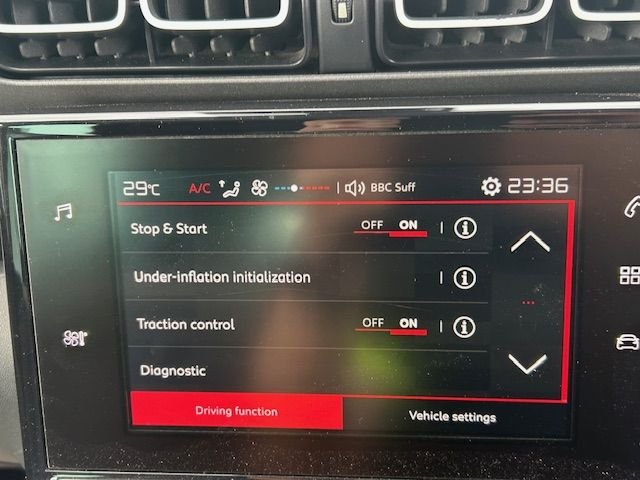 29°C A/C BBC Suff 23:36
Stop & Start OFF ON
Under-inflation initialization
Traction control OFF ON
Diagnostic
Driving function Vehicle settings